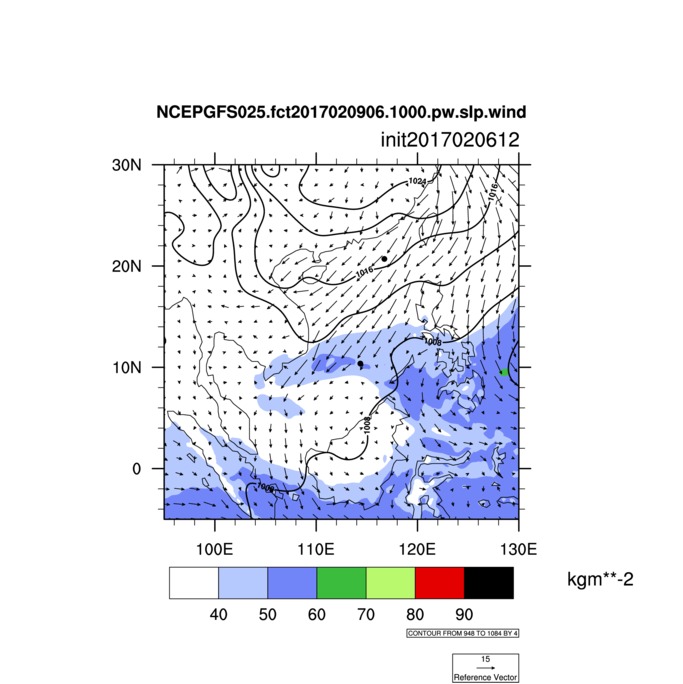 NCEPGFS025.fct2017020906.1000.pw.slp.wind
init2017020612
30N
20N
10N
0
1024
1016
1016
1008
1008
1008
100E 110E 120E 130E
kgm**-2
40 50 60 70 80 90
CONTOUR FROM 948 TO 1084 BY 4
15
Reference Vector